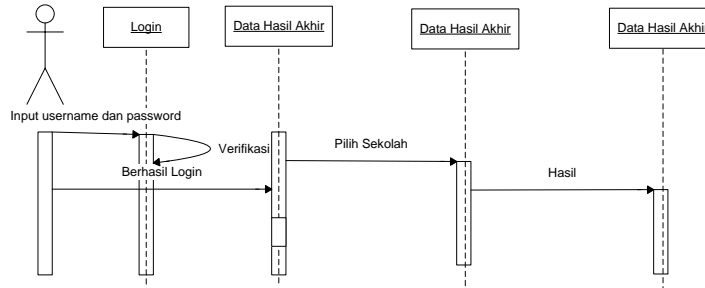 Login
Data Hasil Akhir
Data Hasil Akhir
Data Hasil Akhir
Input username dan password
Verifikasi
Berhasil Login
Pilih Sekolah
Hasil